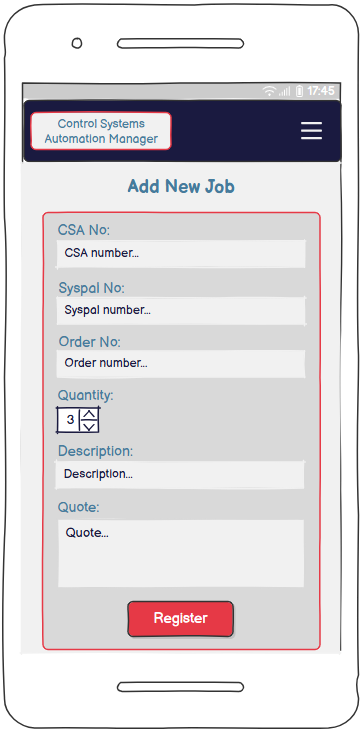 17:45
Control Systems
Automation Manager
Add New Job
CSA No:
CSA number...
Syspal No:
Syspal number...
Order No:
Order number...
Quantity:
3
Description:
Description...
Quote:
Quote...
Register